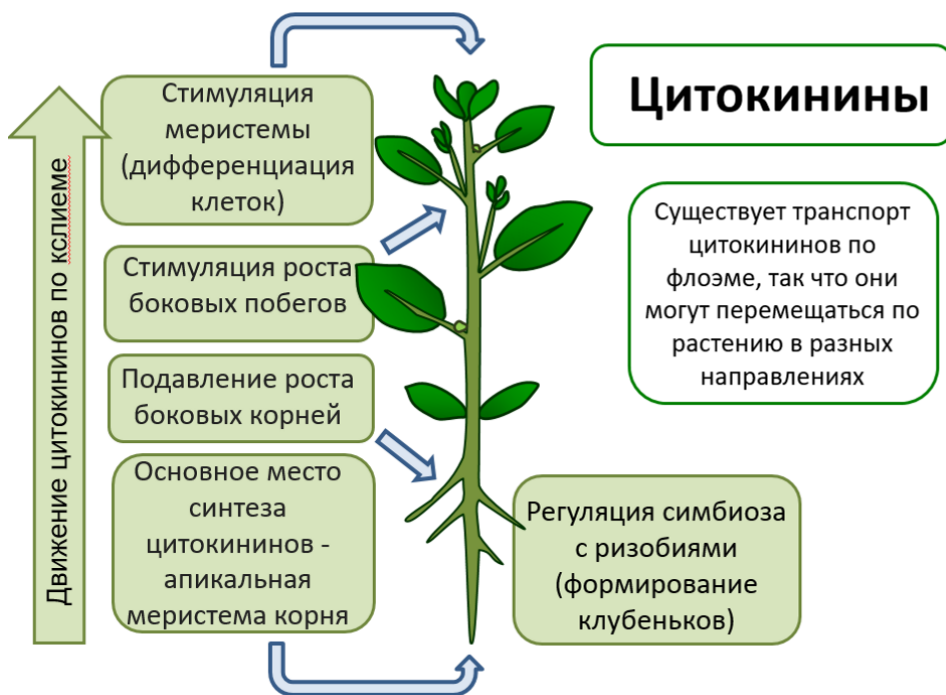 Цитокинины
Движение цитокининов по кслиеме
Стимуляция
меристемы
(дифференциация
клеток)
Стимуляция роста
боковых побегов
Подавление роста
боковых корней
Основное место
синтеза
цитокининов -
апикальная
меристема корня
Существует транспорт
цитокининов по
флоэме, так что они
могут перемещаться по
растению в разных
направлениях
Регуляция симбиоза
с ризобиями
(формирование
клубеньков)